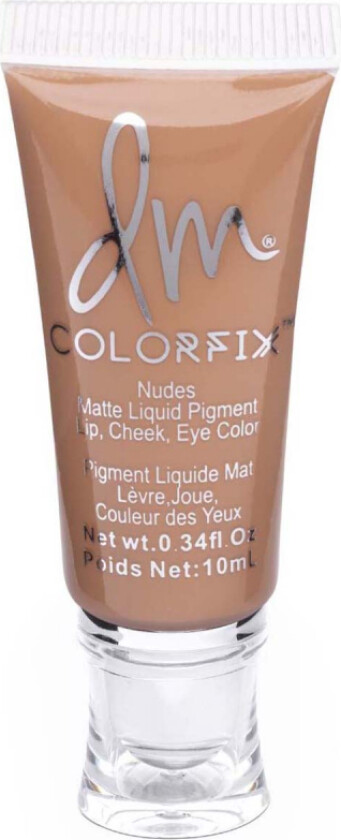 dm®
COLORFIX™
Nudes
Matte Liquid Pigment
Lip, Cheek, Eye Color
Pigment Liquide Mat
Lèvre,Joue,
Couleur des Yeux
Net wt.0.34fl.Oz
Poids Net:10mL